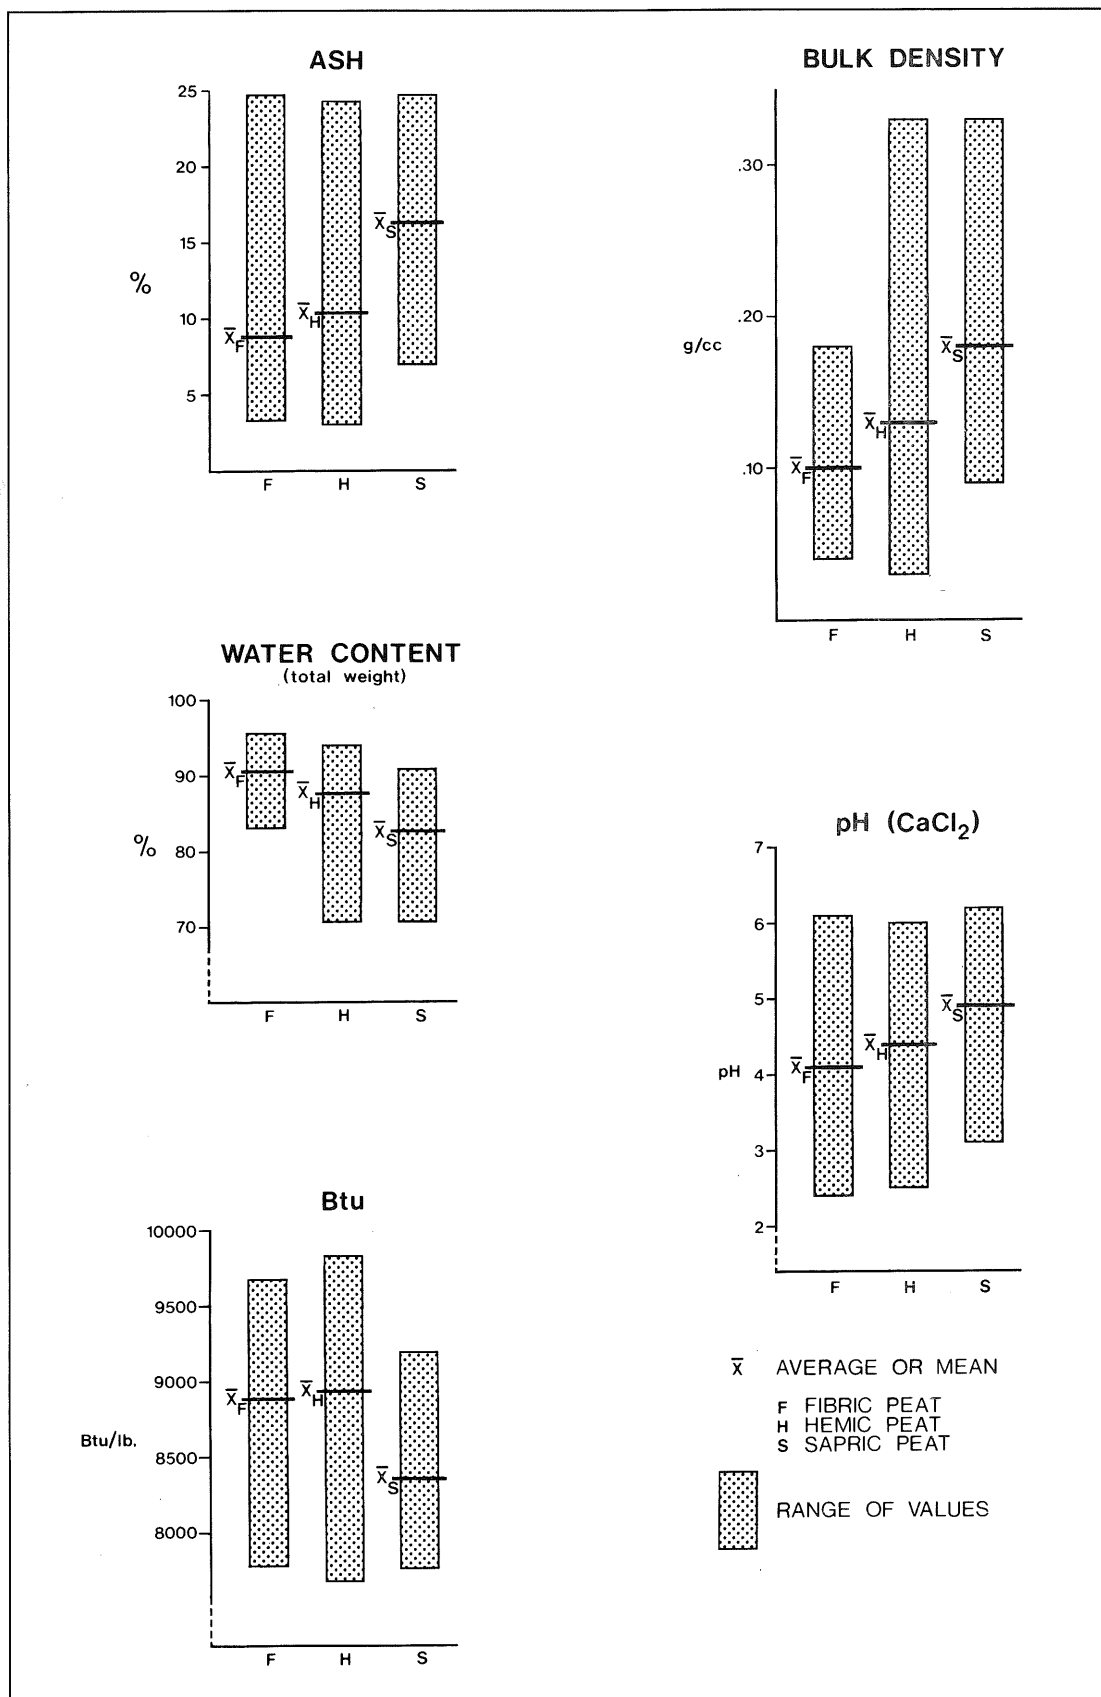 ASH
25
20
15
10
5
%
x̄F
x̄H
x̄S
F H S
BULK DENSITY
.30
.20
.10
g/cc
x̄F
x̄H
x̄S
F H S
WATER CONTENT
(total weight)
100
90
80
70
%
x̄F
x̄H
x̄S
F H S
pH (CaCl₂)
7
6
5
4
3
2
pH
x̄F
x̄H
x̄S
F H S
Btu
10000
9500
9000
8500
8000
Btu/lb.
x̄F
x̄H
x̄S
F H S
x̄ AVERAGE OR MEAN
F FIBRIC PEAT
H HEMIC PEAT
S SAPRIC PEAT
RANGE OF VALUES